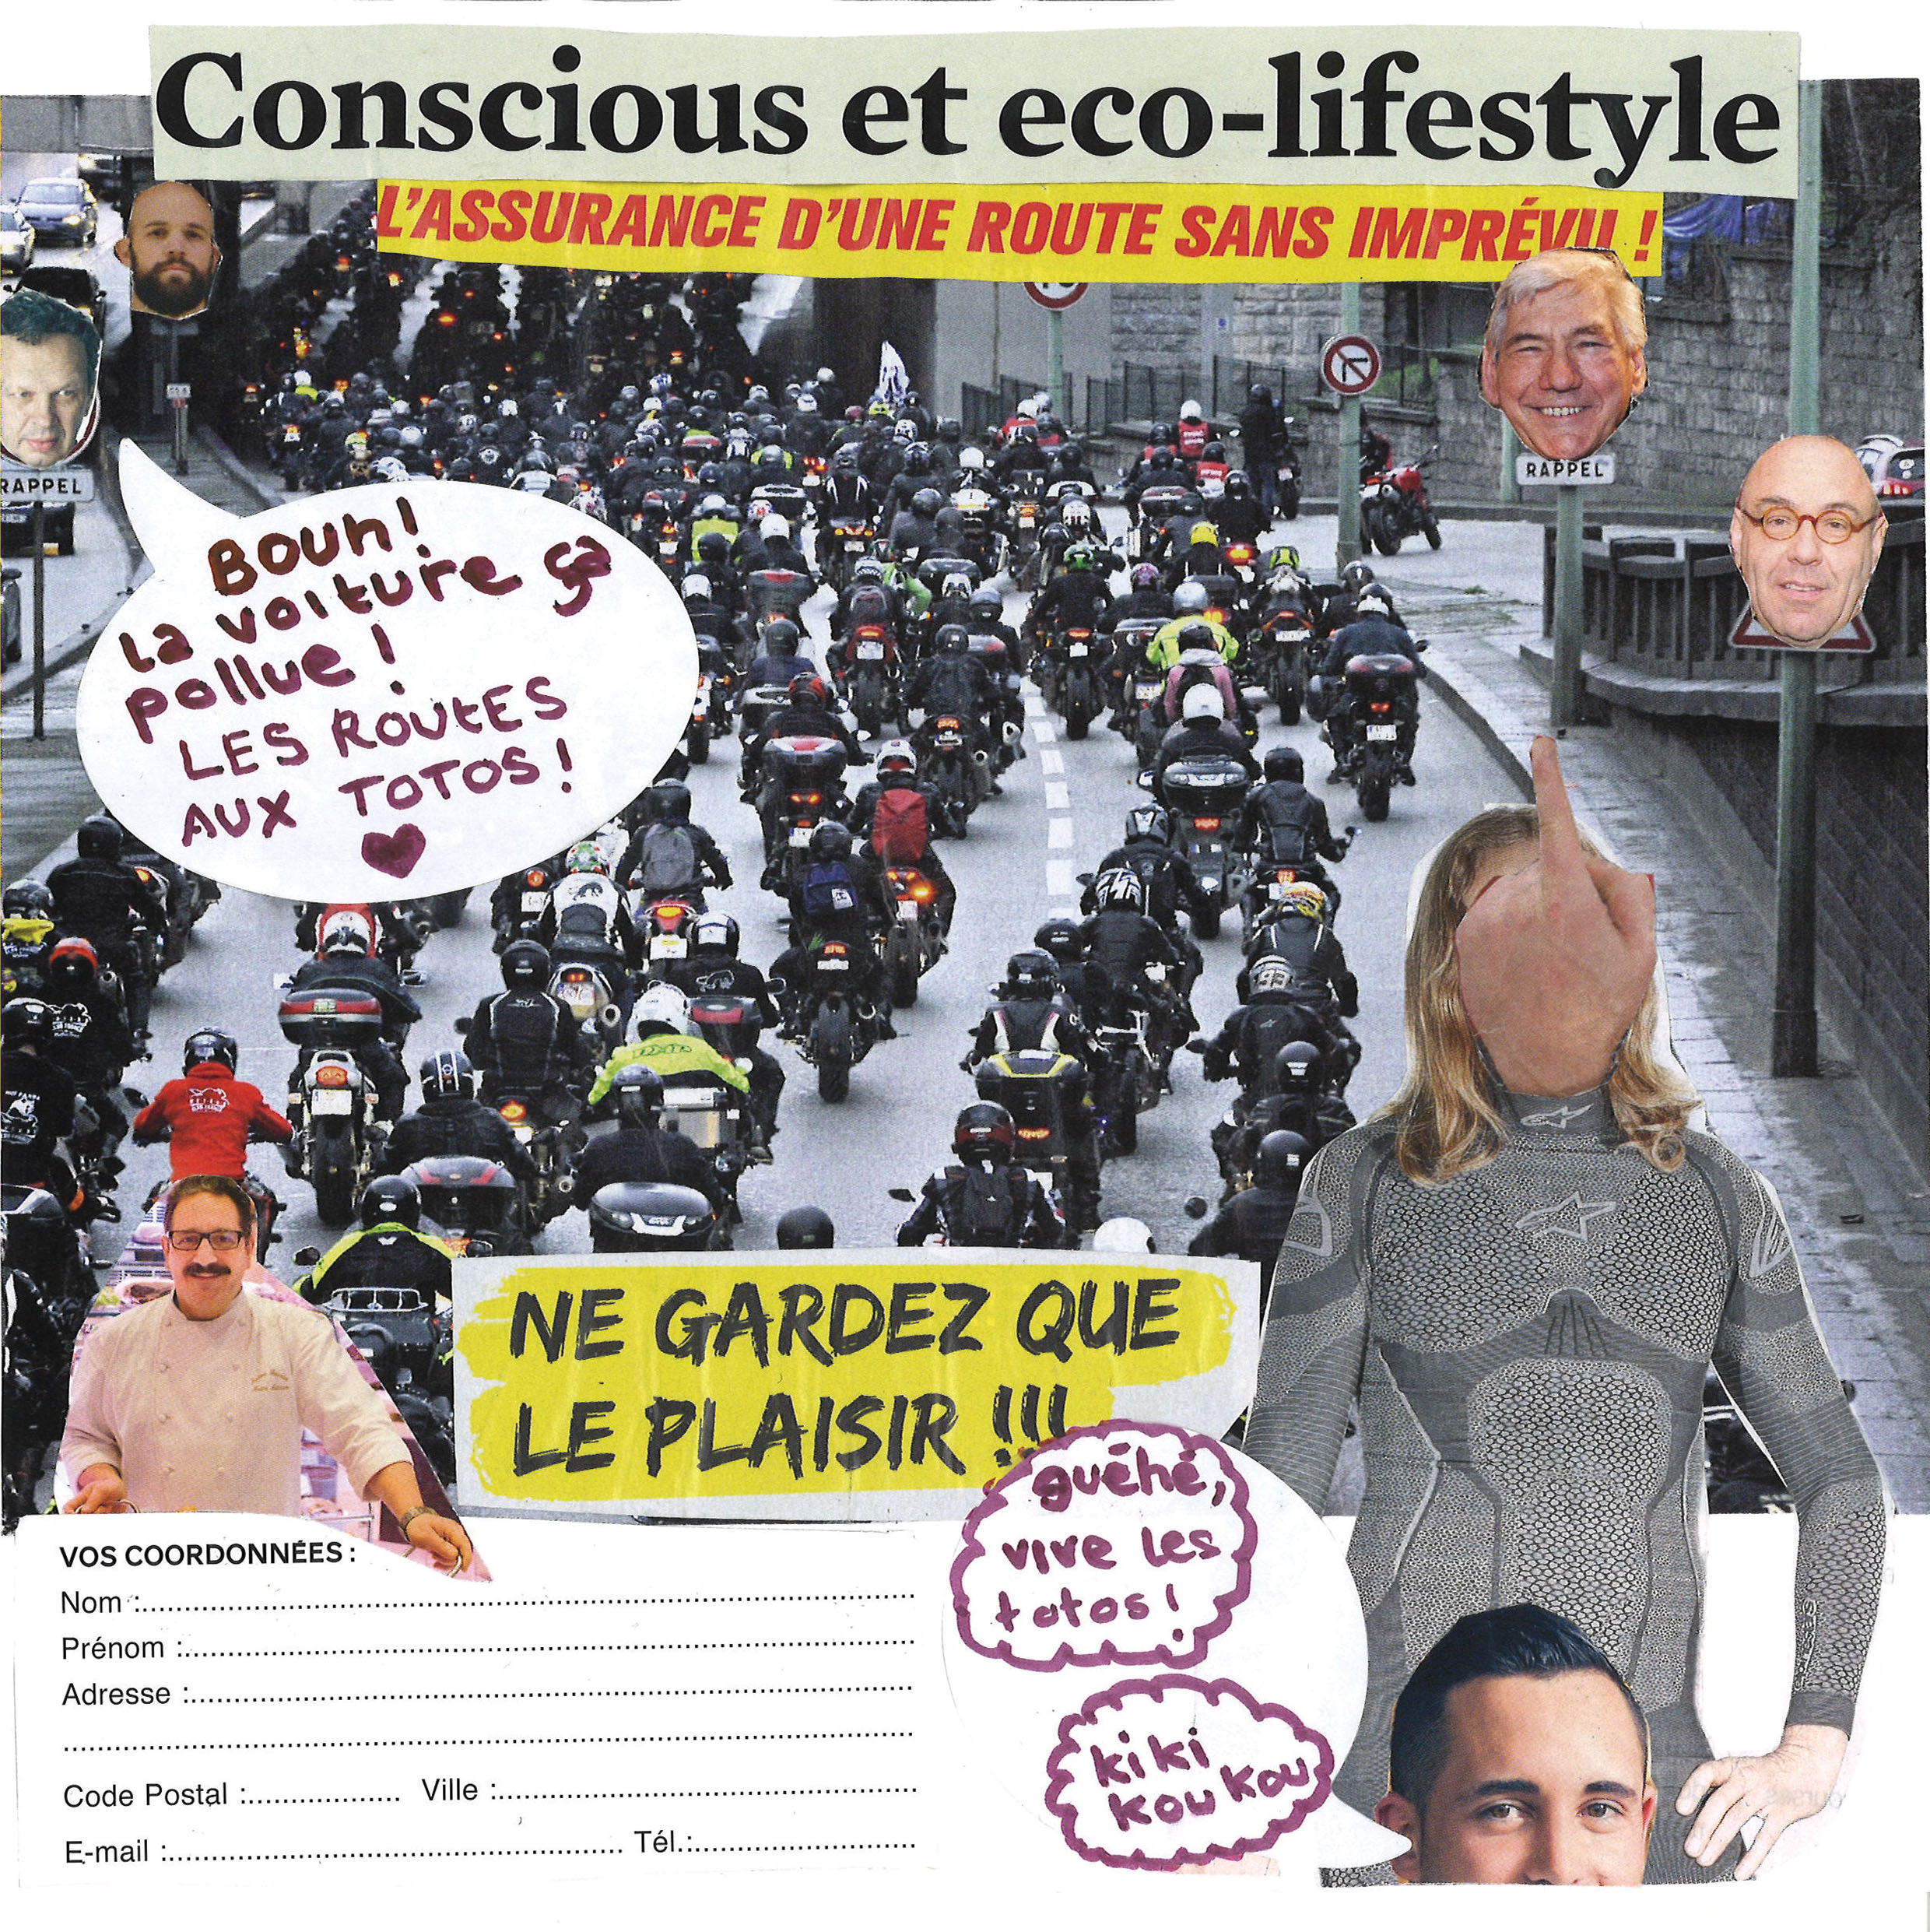 Conscious et eco-lifestyle
L'ASSURANCE D'UNE ROUTE SANS IMPRÉVU !
RAPPEL
RAPPEL
Bouh!
la voiture ça
pollue !
LES ROUTES
AUX TOTOS !
NE GARDEZ QUE
LE PLAISIR !!!
guéhé,
vive les
totos !
kiki
koukou
VOS COORDONNÉES :
Nom :
Prénom :
Adresse :
Code Postal : Ville :
E-mail : Tél.: